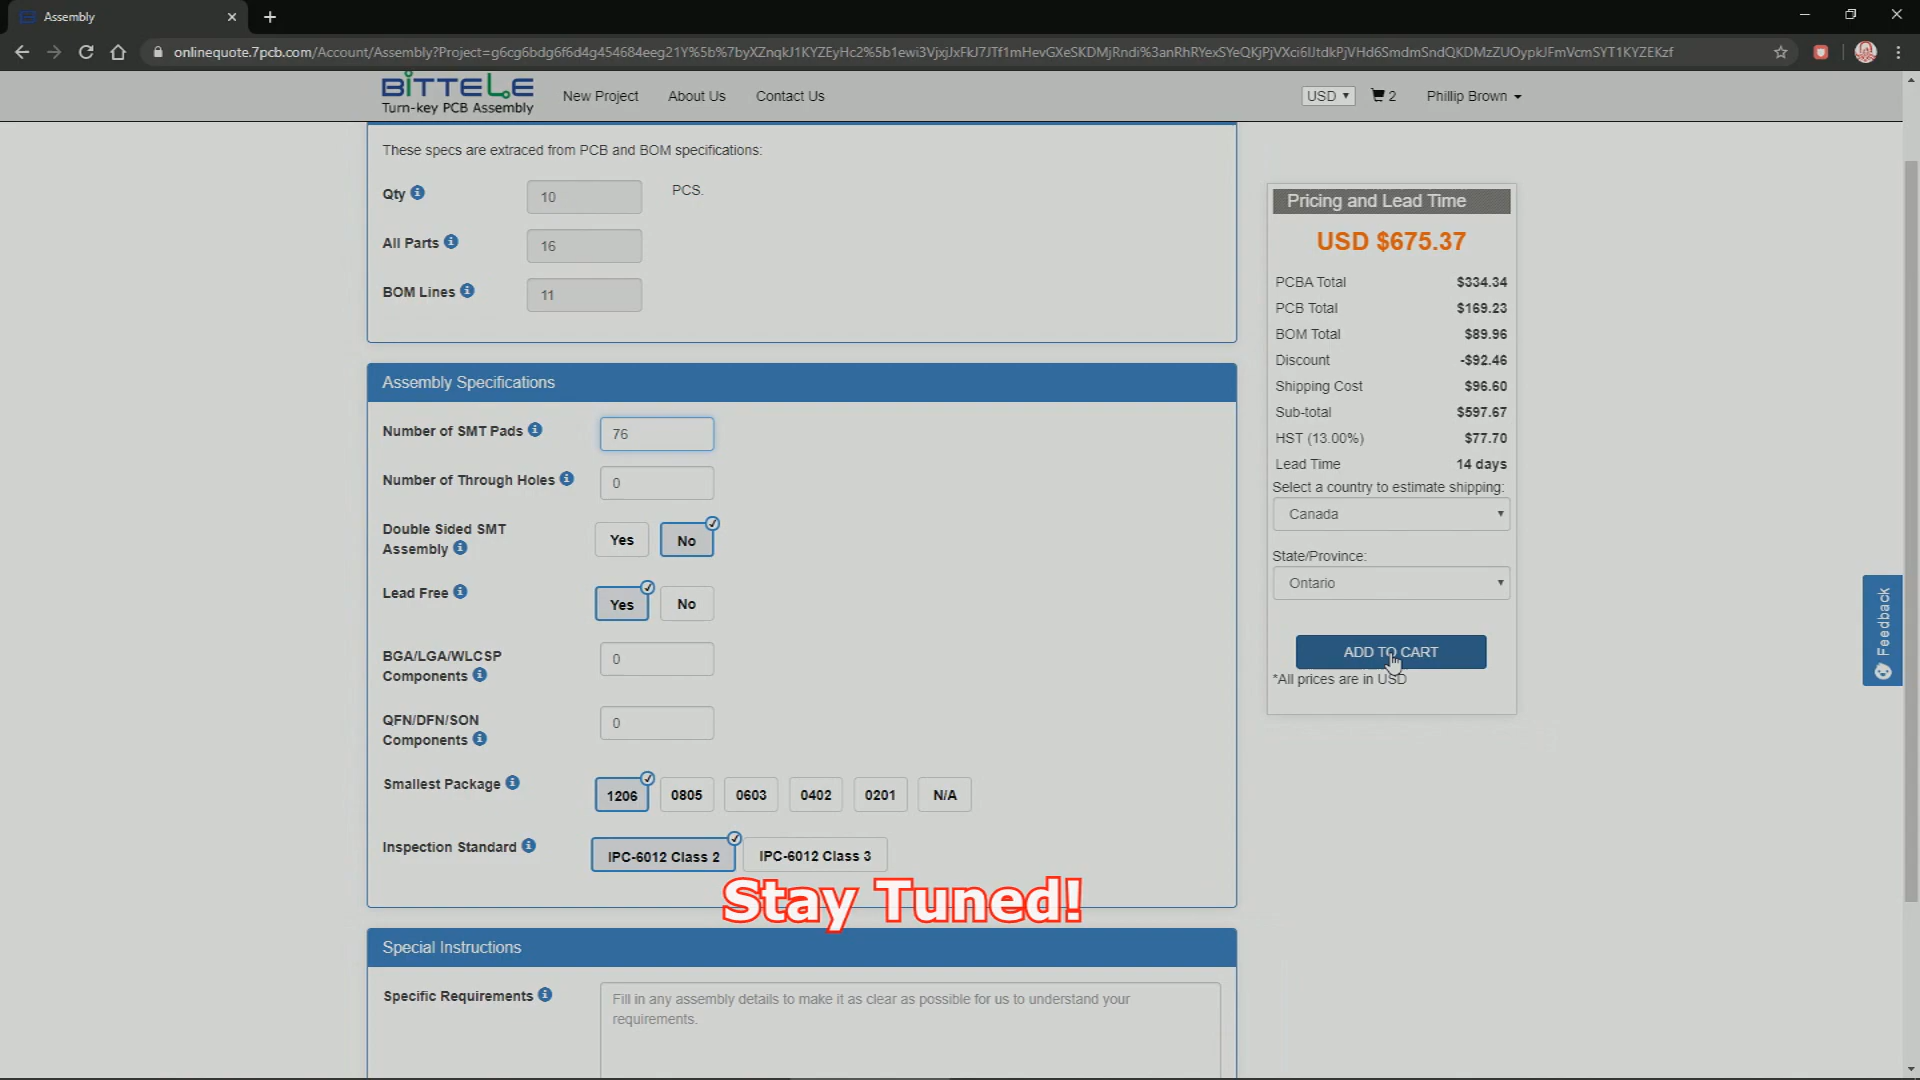 Assembly
onlinequote.7pcb.com/Account/Assembly?Project=g6cg6bdg6f6d4g454684eeg21Y%5b%7byXZnqkJ1KYZEyHc2%5b1ewi3VjxjJxFkJ7JTf1mHevGXeSKDMjRndi%3anRhRYexSYeQKjPjVXci6lJtdkPjVHd6SmdmSndQKDMzZUOypkJFmVcmSYT1KYZEKzf
BITTELE
Turn-key PCB Assembly
New Project About Us Contact Us
USD 2 Phillip Brown
These specs are extraced from PCB and BOM specifications:
Qty 10 PCS.
All Parts 16
BOM Lines 11
Assembly Specifications
Number of SMT Pads 76
Number of Through Holes 0
Double Sided SMT
Assembly Yes No
Lead Free Yes No
BGA/LGA/WLCSP
Components 0
QFN/DFN/SON
Components 0
Smallest Package 1206 0805 0603 0402 0201 N/A
Inspection Standard IPC-6012 Class 2 IPC-6012 Class 3
Stay Tuned!
Special Instructions
Specific Requirements
Fill in any assembly details to make it as clear as possible for us to understand your
requirements.
Pricing and Lead Time
USD $675.37
PCBA Total $334.34
PCB Total $169.23
BOM Total $89.96
Discount -$92.46
Shipping Cost $96.60
Sub-total $597.67
HST (13.00%) $77.70
Lead Time 14 days
Select a country to estimate shipping:
Canada
State/Province:
Ontario
ADD TO CART
*All prices are in USD
Feedback